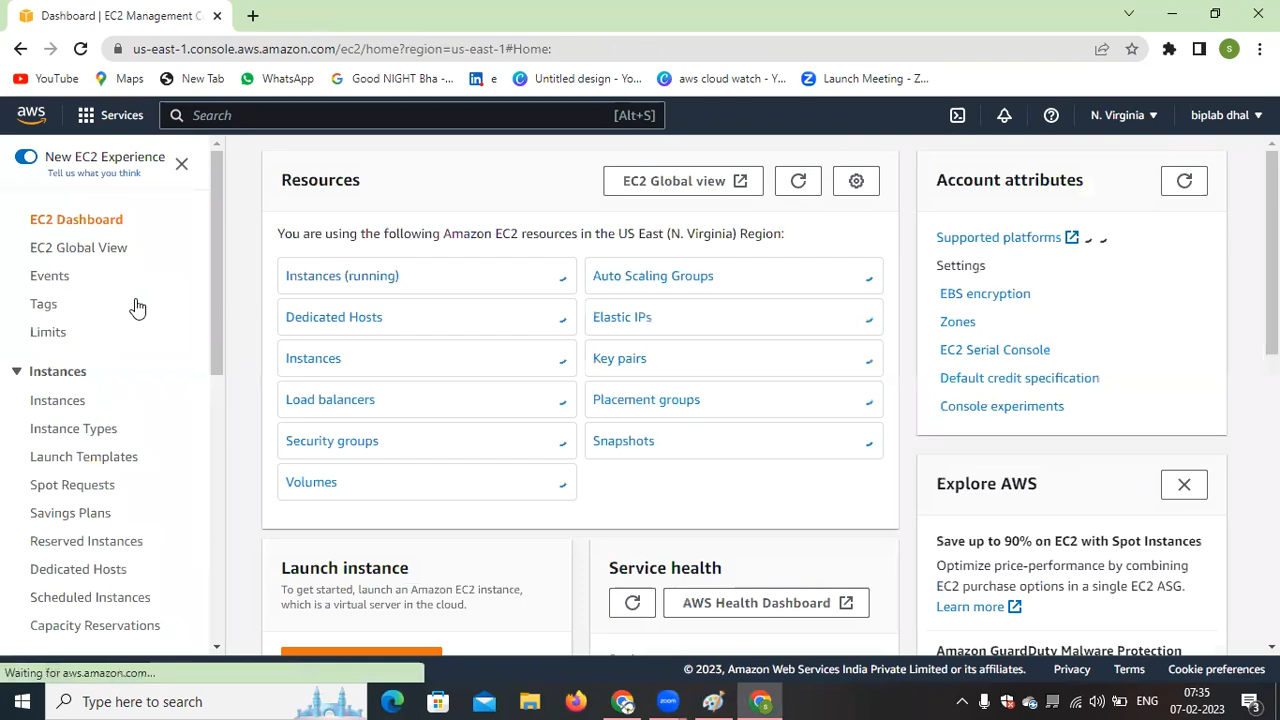 Dashboard | EC2 Management C
us-east-1.console.aws.amazon.com/ec2/home?region=us-east-1#Home:
s
YouTube
Maps
New Tab
WhatsApp
Good NIGHT Bha -...
e
Untitled design - Yo...
aws cloud watch - Y...
Launch Meeting - Z...
aws
Services
Search
[Alt+S]
N. Virginia
biplab dhal
New EC2 Experience
Tell us what you think
EC2 Dashboard
EC2 Global View
Events
Tags
Limits
Instances
Instances
Instance Types
Launch Templates
Spot Requests
Savings Plans
Reserved Instances
Dedicated Hosts
Scheduled Instances
Capacity Reservations
Resources
EC2 Global view
You are using the following Amazon EC2 resources in the US East (N. Virginia) Region:
Instances (running)
Auto Scaling Groups
Dedicated Hosts
Elastic IPs
Instances
Key pairs
Load balancers
Placement groups
Security groups
Snapshots
Volumes
Launch instance
To get started, launch an Amazon EC2 instance,
which is a virtual server in the cloud.
Service health
AWS Health Dashboard
Account attributes
Supported platforms
Settings
EBS encryption
Zones
EC2 Serial Console
Default credit specification
Console experiments
Explore AWS
Save up to 90% on EC2 with Spot Instances
Optimize price-performance by combining
EC2 purchase options in a single EC2 ASG.
Learn more
Amazon GuardDuty Malware Protection
Waiting for aws.amazon.com...
© 2023, Amazon Web Services India Private Limited or its affiliates.
Privacy
Terms
Cookie preferences
Type here to search
zoom
ENG
07:35
07-02-2023
3